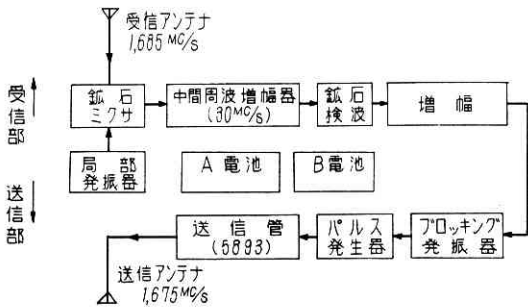 受信アンテナ
1,685 MC/s
受信部
鉱石
ミクサ
中間周波増幅器
(30MC/s)
鉱石
検波
増幅
局部
発振器
A電池
B電池
送信部
送信管
(5893)
パルス
発生器
ブロッキング
発振器
送信アンテナ
1,675MC/s